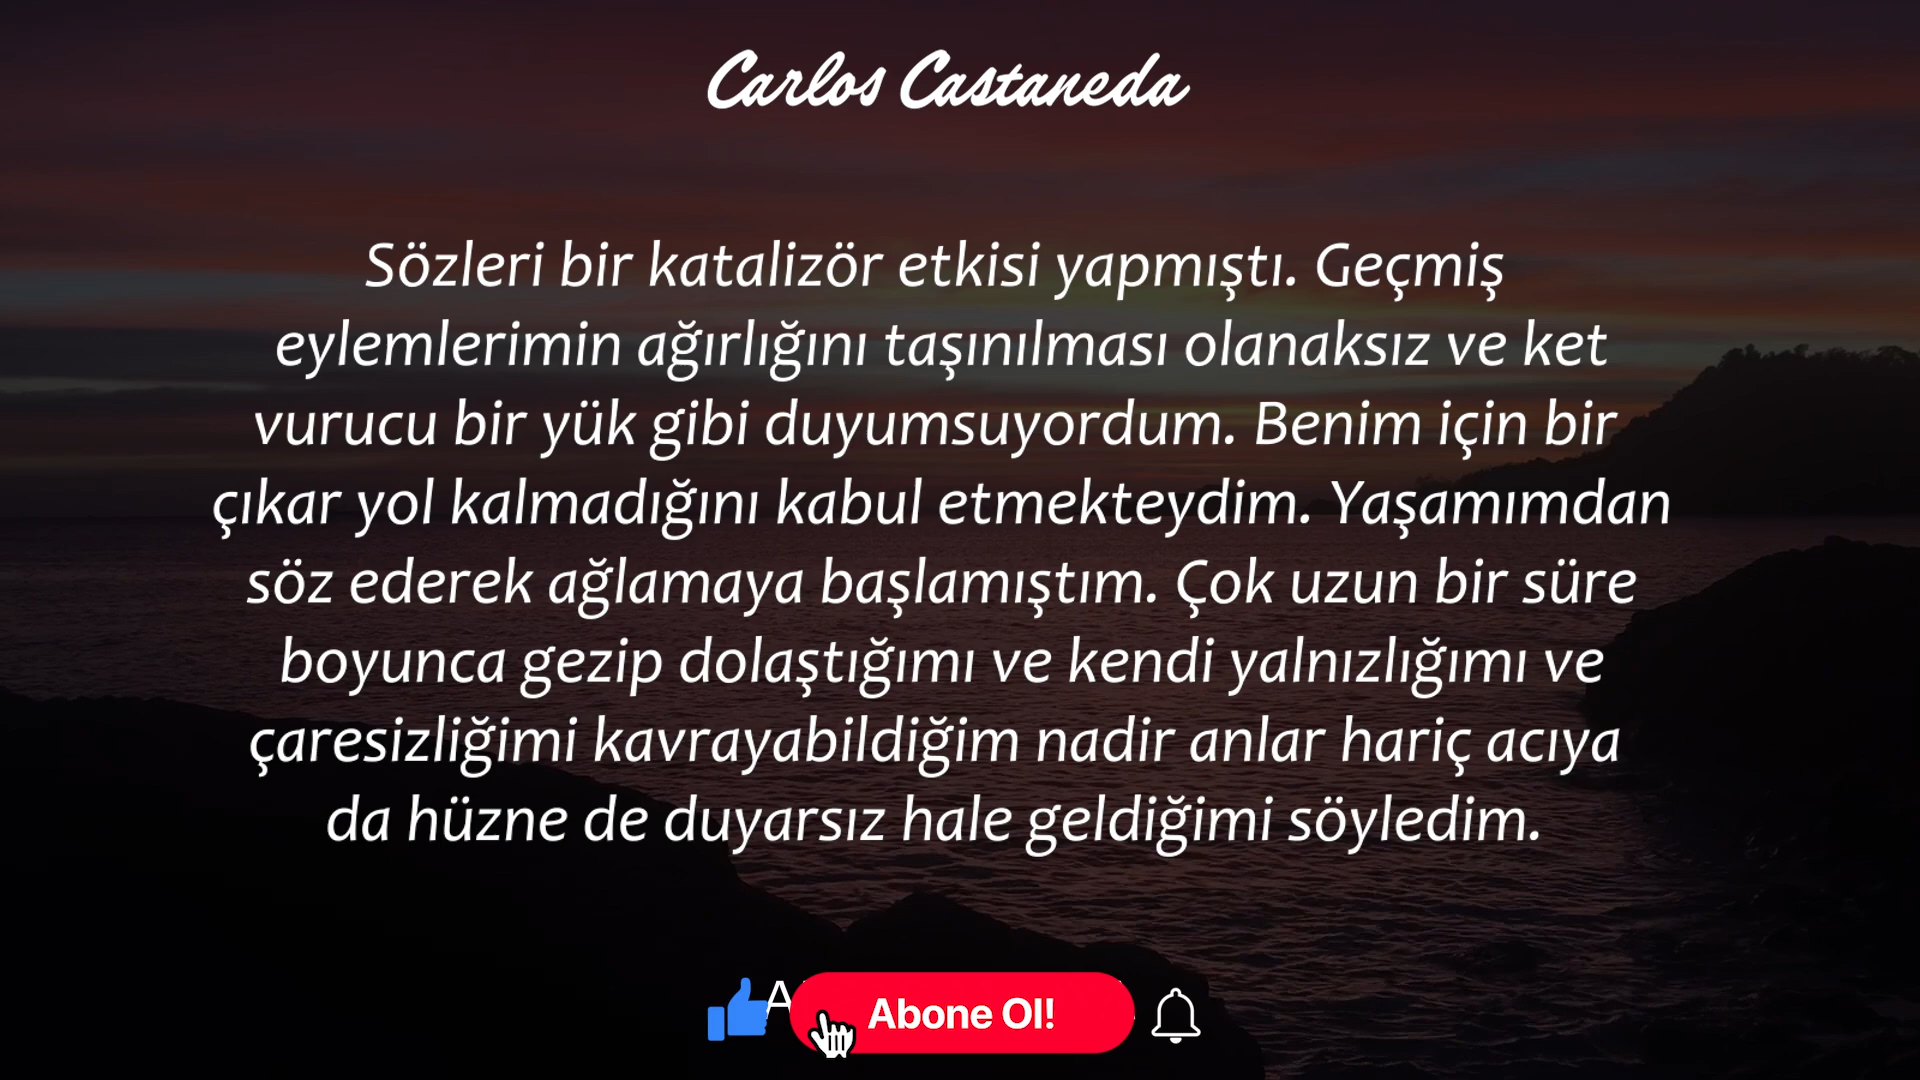 Carlos Castaneda
Sözleri bir katalizör etkisi yapmıştı. Geçmiş
eylemlerimin ağırlığını taşınılması olanaksız ve ket
vurucu bir yük gibi duyumsuyordum. Benim için bir
çıkar yol kalmadığını kabul etmekteydim. Yaşamımdan
söz ederek ağlamaya başlamıştım. Çok uzun bir süre
boyunca gezip dolaştığımı ve kendi yalnızlığımı ve
çaresizliğimi kavrayabildiğim nadir anlar hariç acıya
da hüzne de duyarsız hale geldiğimi söyledim.
Abone Ol!